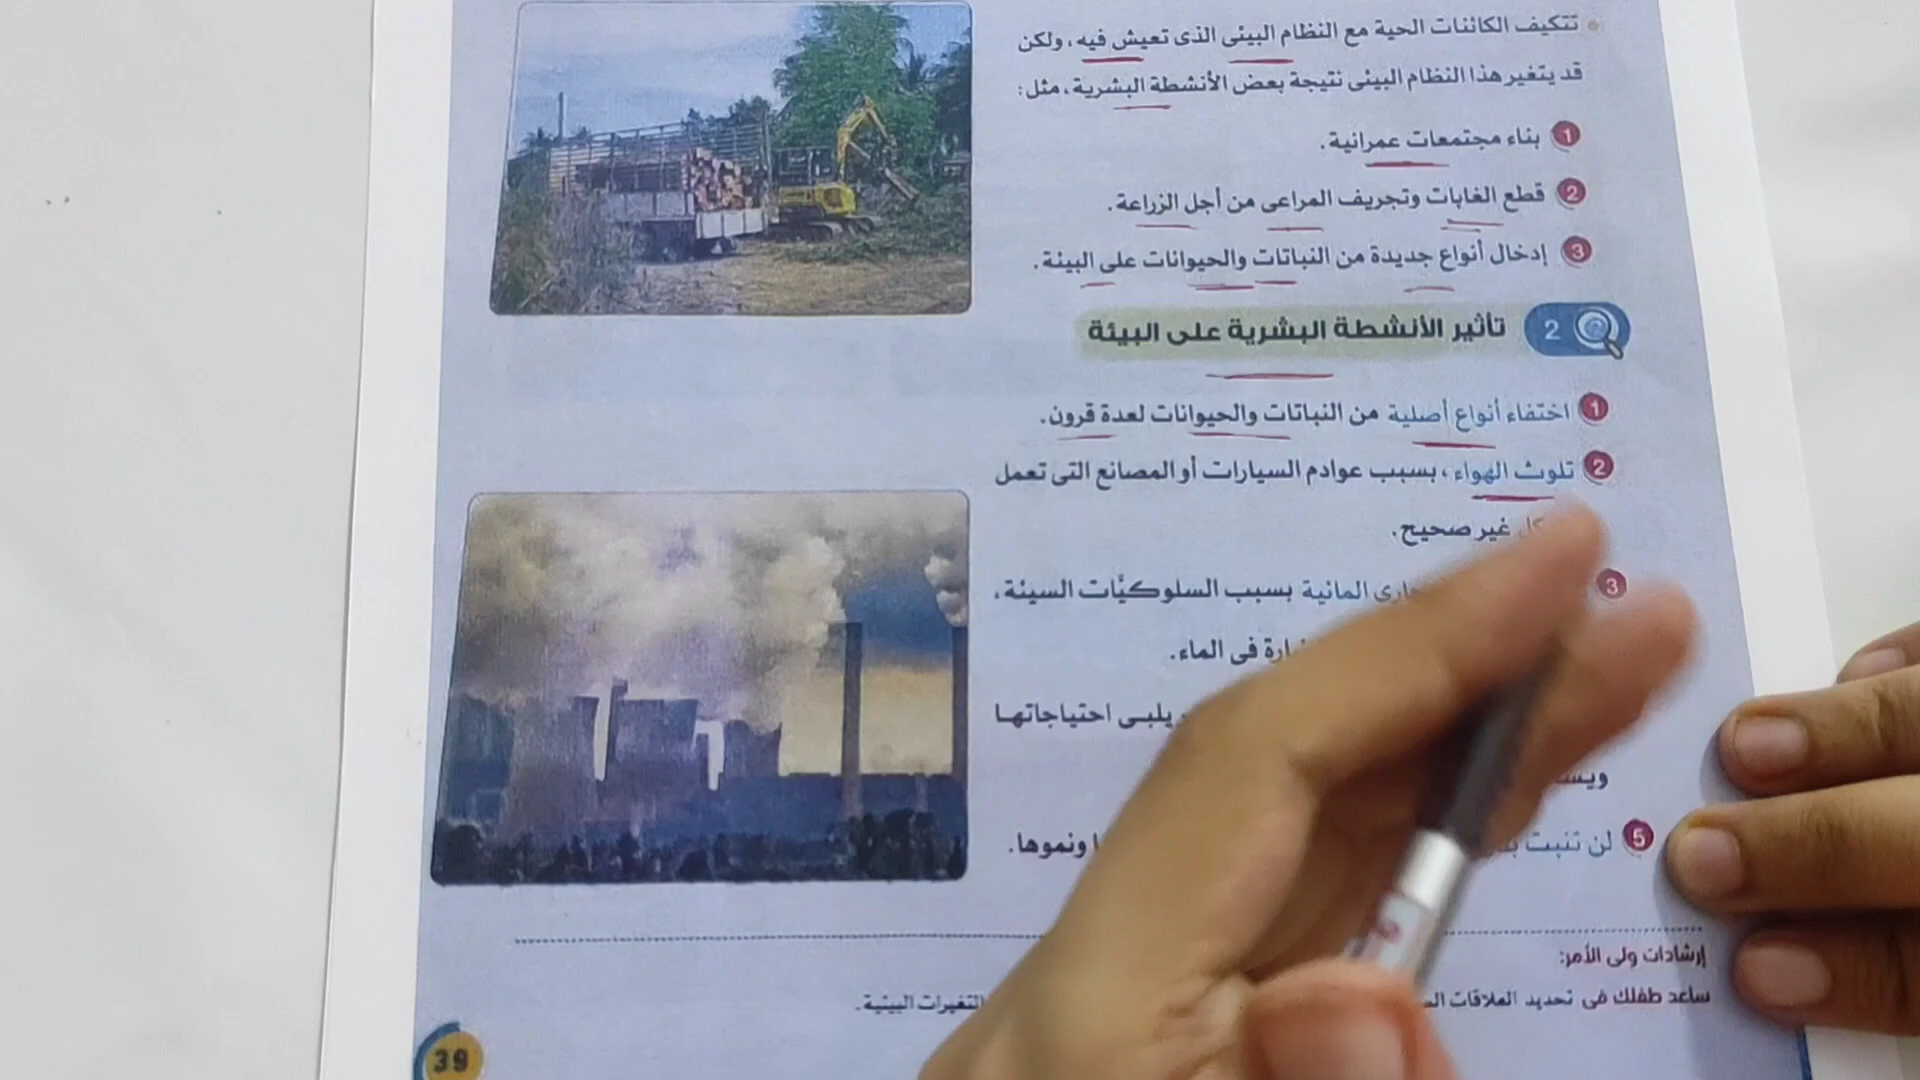 تتكيف الكائنات الحية مع النظام البيئى الذى تعيش فيه، ولكن
قد يتغير هذا النظام البيئى نتيجة بعض الأنشطة البشرية، مثل:
1 بناء مجتمعات عمرانية.
2 قطع الغابات وتجريف المراعى من أجل الزراعة.
3 إدخال أنواع جديدة من النباتات والحيوانات على البيئة.
2 تأثير الأنشطة البشرية على البيئة
1 اختفاء أنواع أصلية من النباتات والحيوانات لعدة قرون.
2 تلوث الهواء، بسبب عوادم السيارات أو المصانع التى تعمل
غير صحيح.
3 المائية بسبب السلوكيَّات السيئة،
فى الماء.
يلبى احتياجاتها
5 لن تنبت ونموها.
إرشادات ولى الأمر:
ساعد طفلك فى تحديد العلاقات التغيرات البيئية.
39